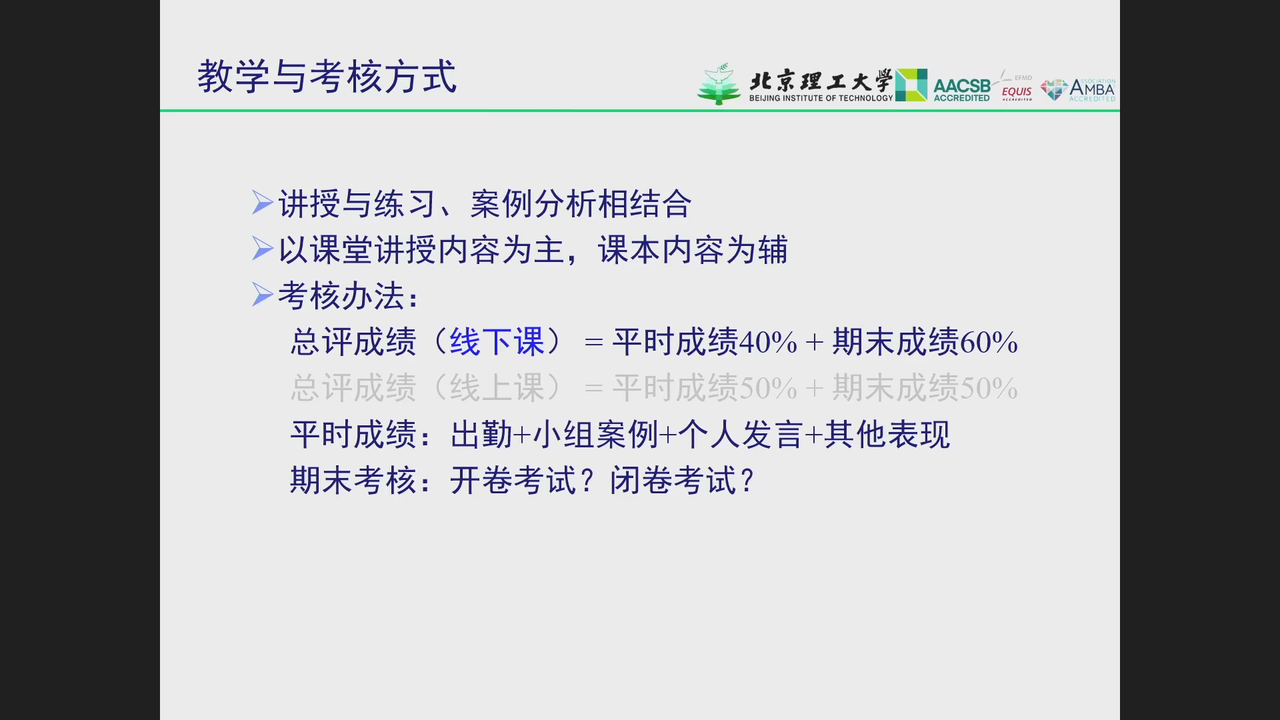 教学与考核方式
北京理工大学
BEIJING INSTITUTE OF TECHNOLOGY
AACSB
ACCREDITED
EFMD
EQUIS
ACCREDITED
ASSOCIATION
AMBA
ACCREDITED
讲授与练习、案例分析相结合
以课堂讲授内容为主，课本内容为辅
考核办法：
总评成绩（线下课） = 平时成绩40% + 期末成绩60%
总评成绩（线上课） = 平时成绩50% + 期末成绩50%
平时成绩：出勤+小组案例+个人发言+其他表现
期末考核：开卷考试？闭卷考试？